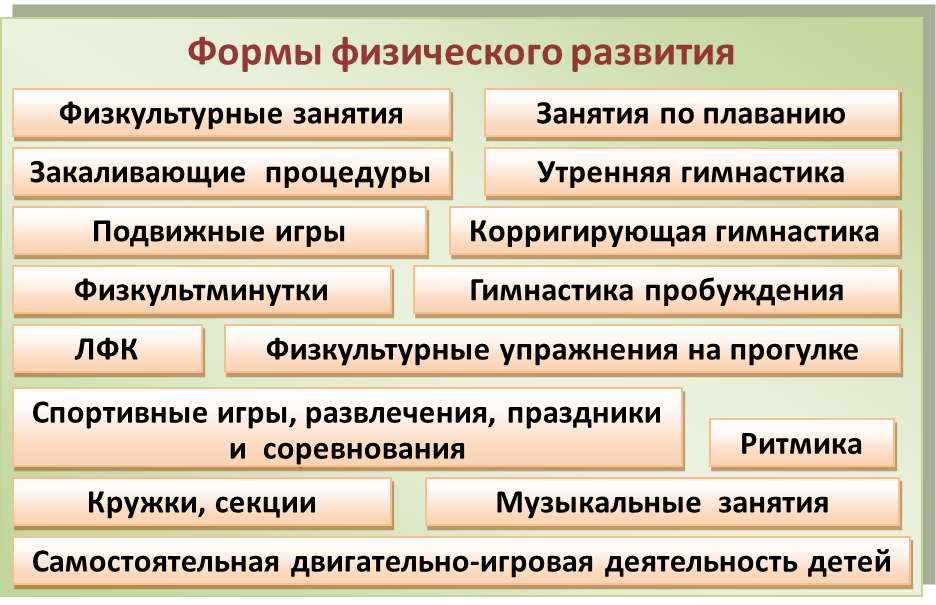 Формы физического развития
Физкультурные занятия
Занятия по плаванию
Закаливающие процедуры
Утренняя гимнастика
Подвижные игры
Корригирующая гимнастика
Физкультминутки
Гимнастика пробуждения
ЛФК
Физкультурные упражнения на прогулке
Спортивные игры, развлечения, праздники
и соревнования
Ритмика
Кружки, секции
Музыкальные занятия
Самостоятельная двигательно-игровая деятельность детей